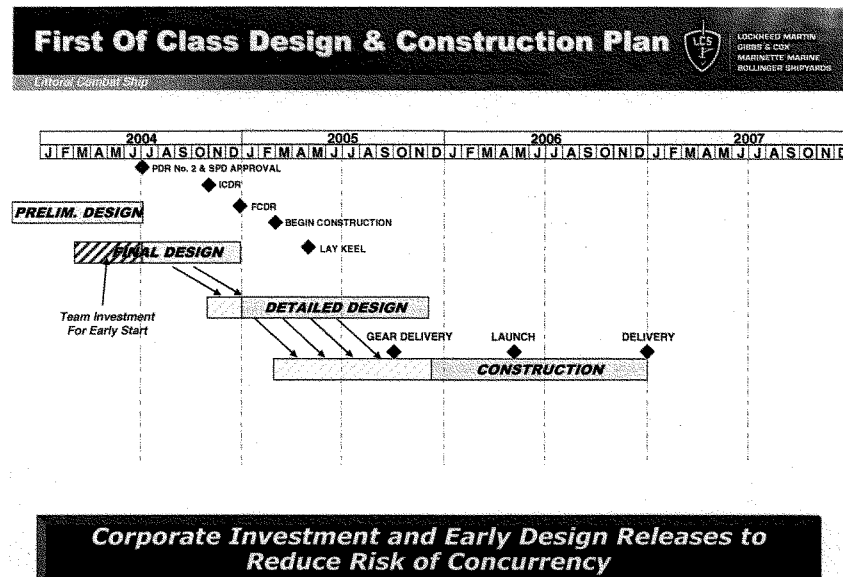 First Of Class Design & Construction Plan
LCS
LOCKHEED MARTIN
GIBBS & COX
MARINETTE MARINE
BOLLINGER SHIPYARDS
Littoral Combat Ship
2004 2005 2006 2007
J F M A M J J A S O N D J F M A M J J A S O N D J F M A M J J A S O N D J F M A M J J A S O N D
PDR No. 2 & SPD APPROVAL
ICDR
FCDR
PRELIM. DESIGN
BEGIN CONSTRUCTION
LAY KEEL
FINAL DESIGN
Team Investment
For Early Start
DETAILED DESIGN
GEAR DELIVERY LAUNCH DELIVERY
CONSTRUCTION
Corporate Investment and Early Design Releases to
Reduce Risk of Concurrency